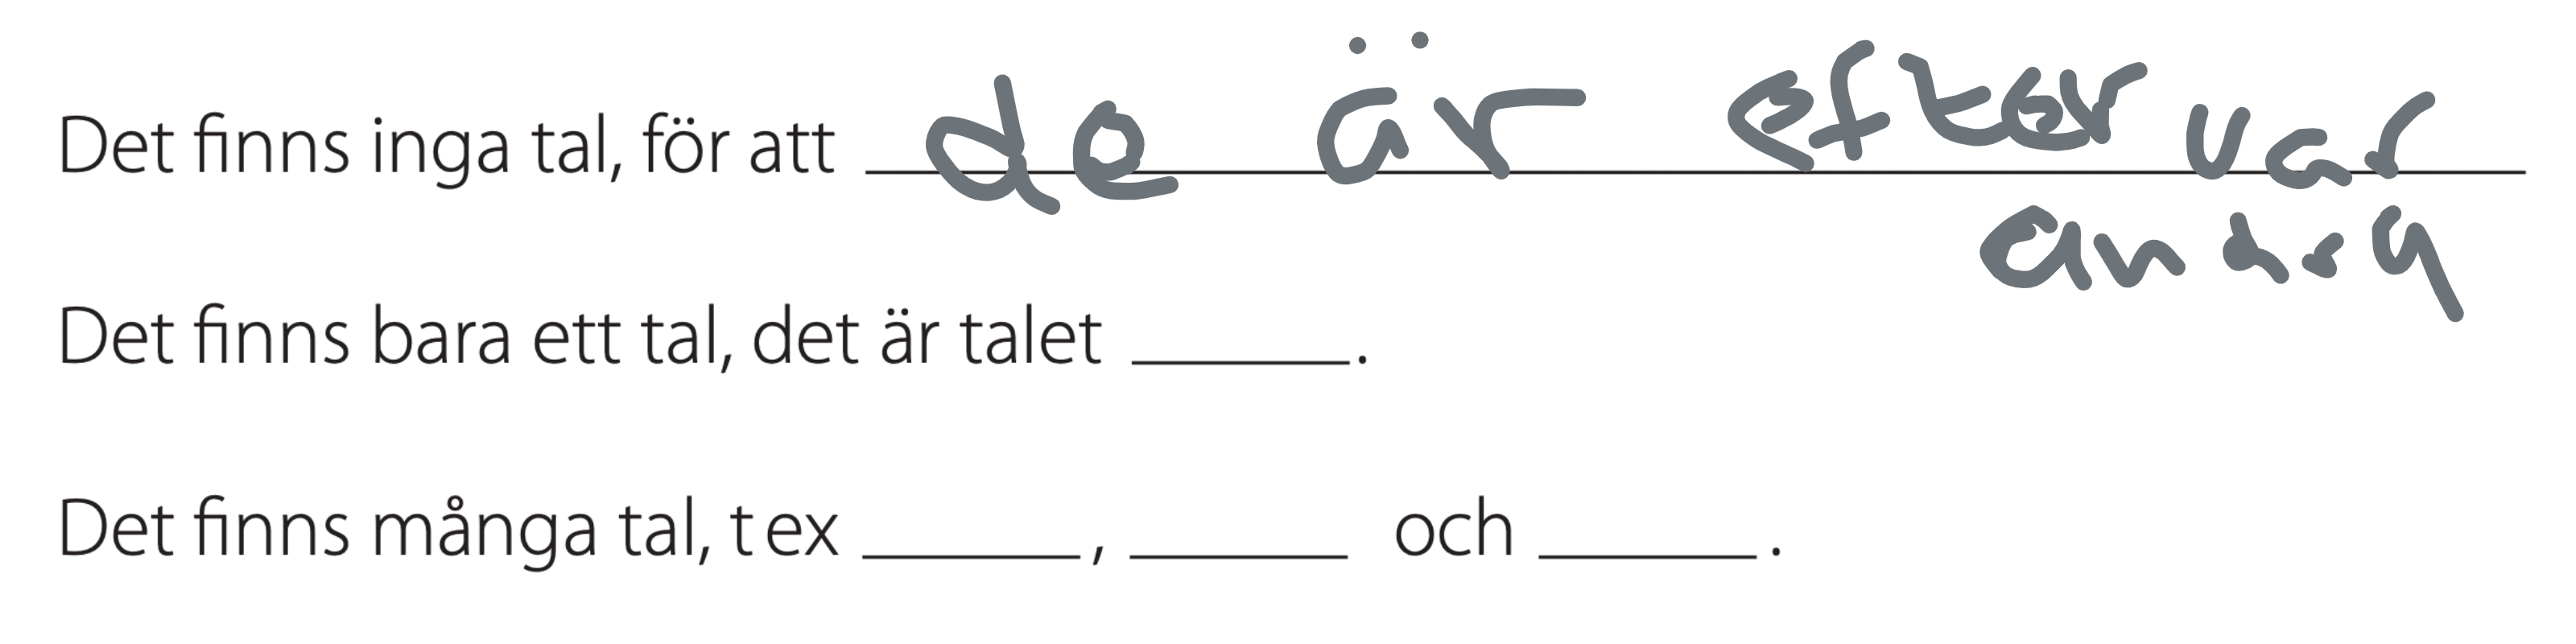 Det finns inga tal, för att de är efter var
andra
Det finns bara ett tal, det är talet ______.
Det finns många tal, t ex ______, ______ och ______.